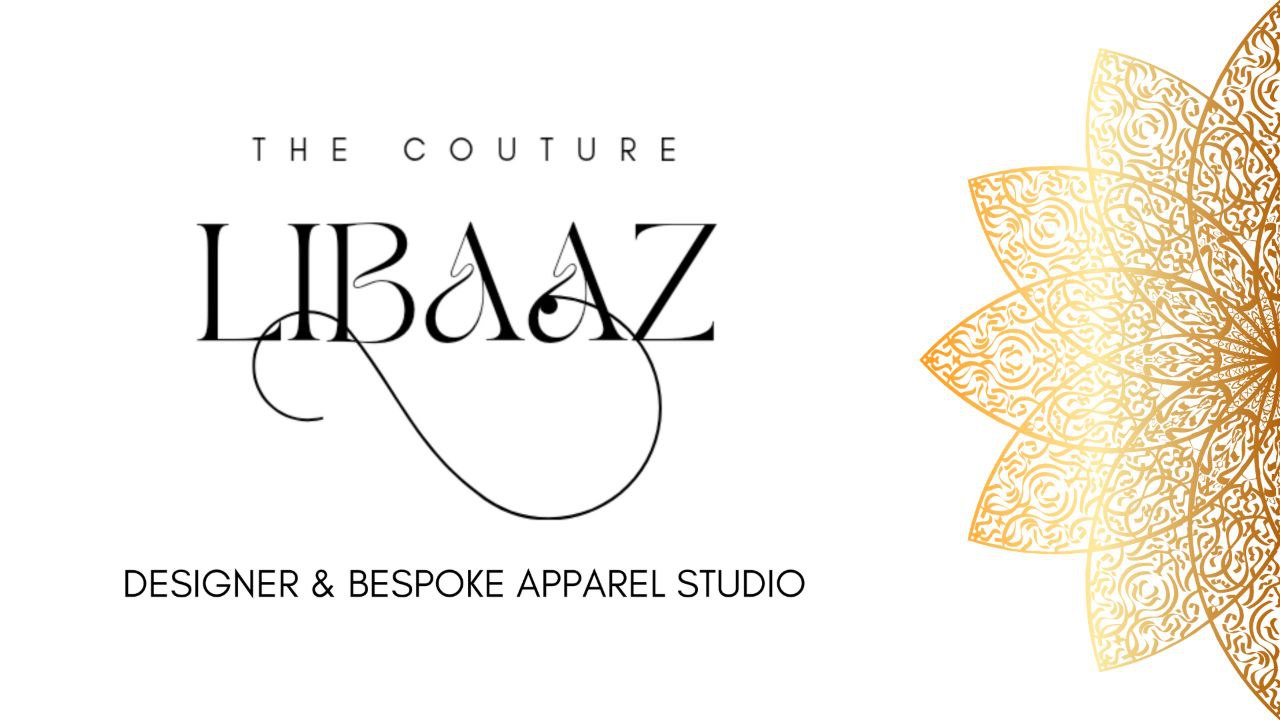 THE COUTURE
LIBAAZ
DESIGNER & BESPOKE APPAREL STUDIO